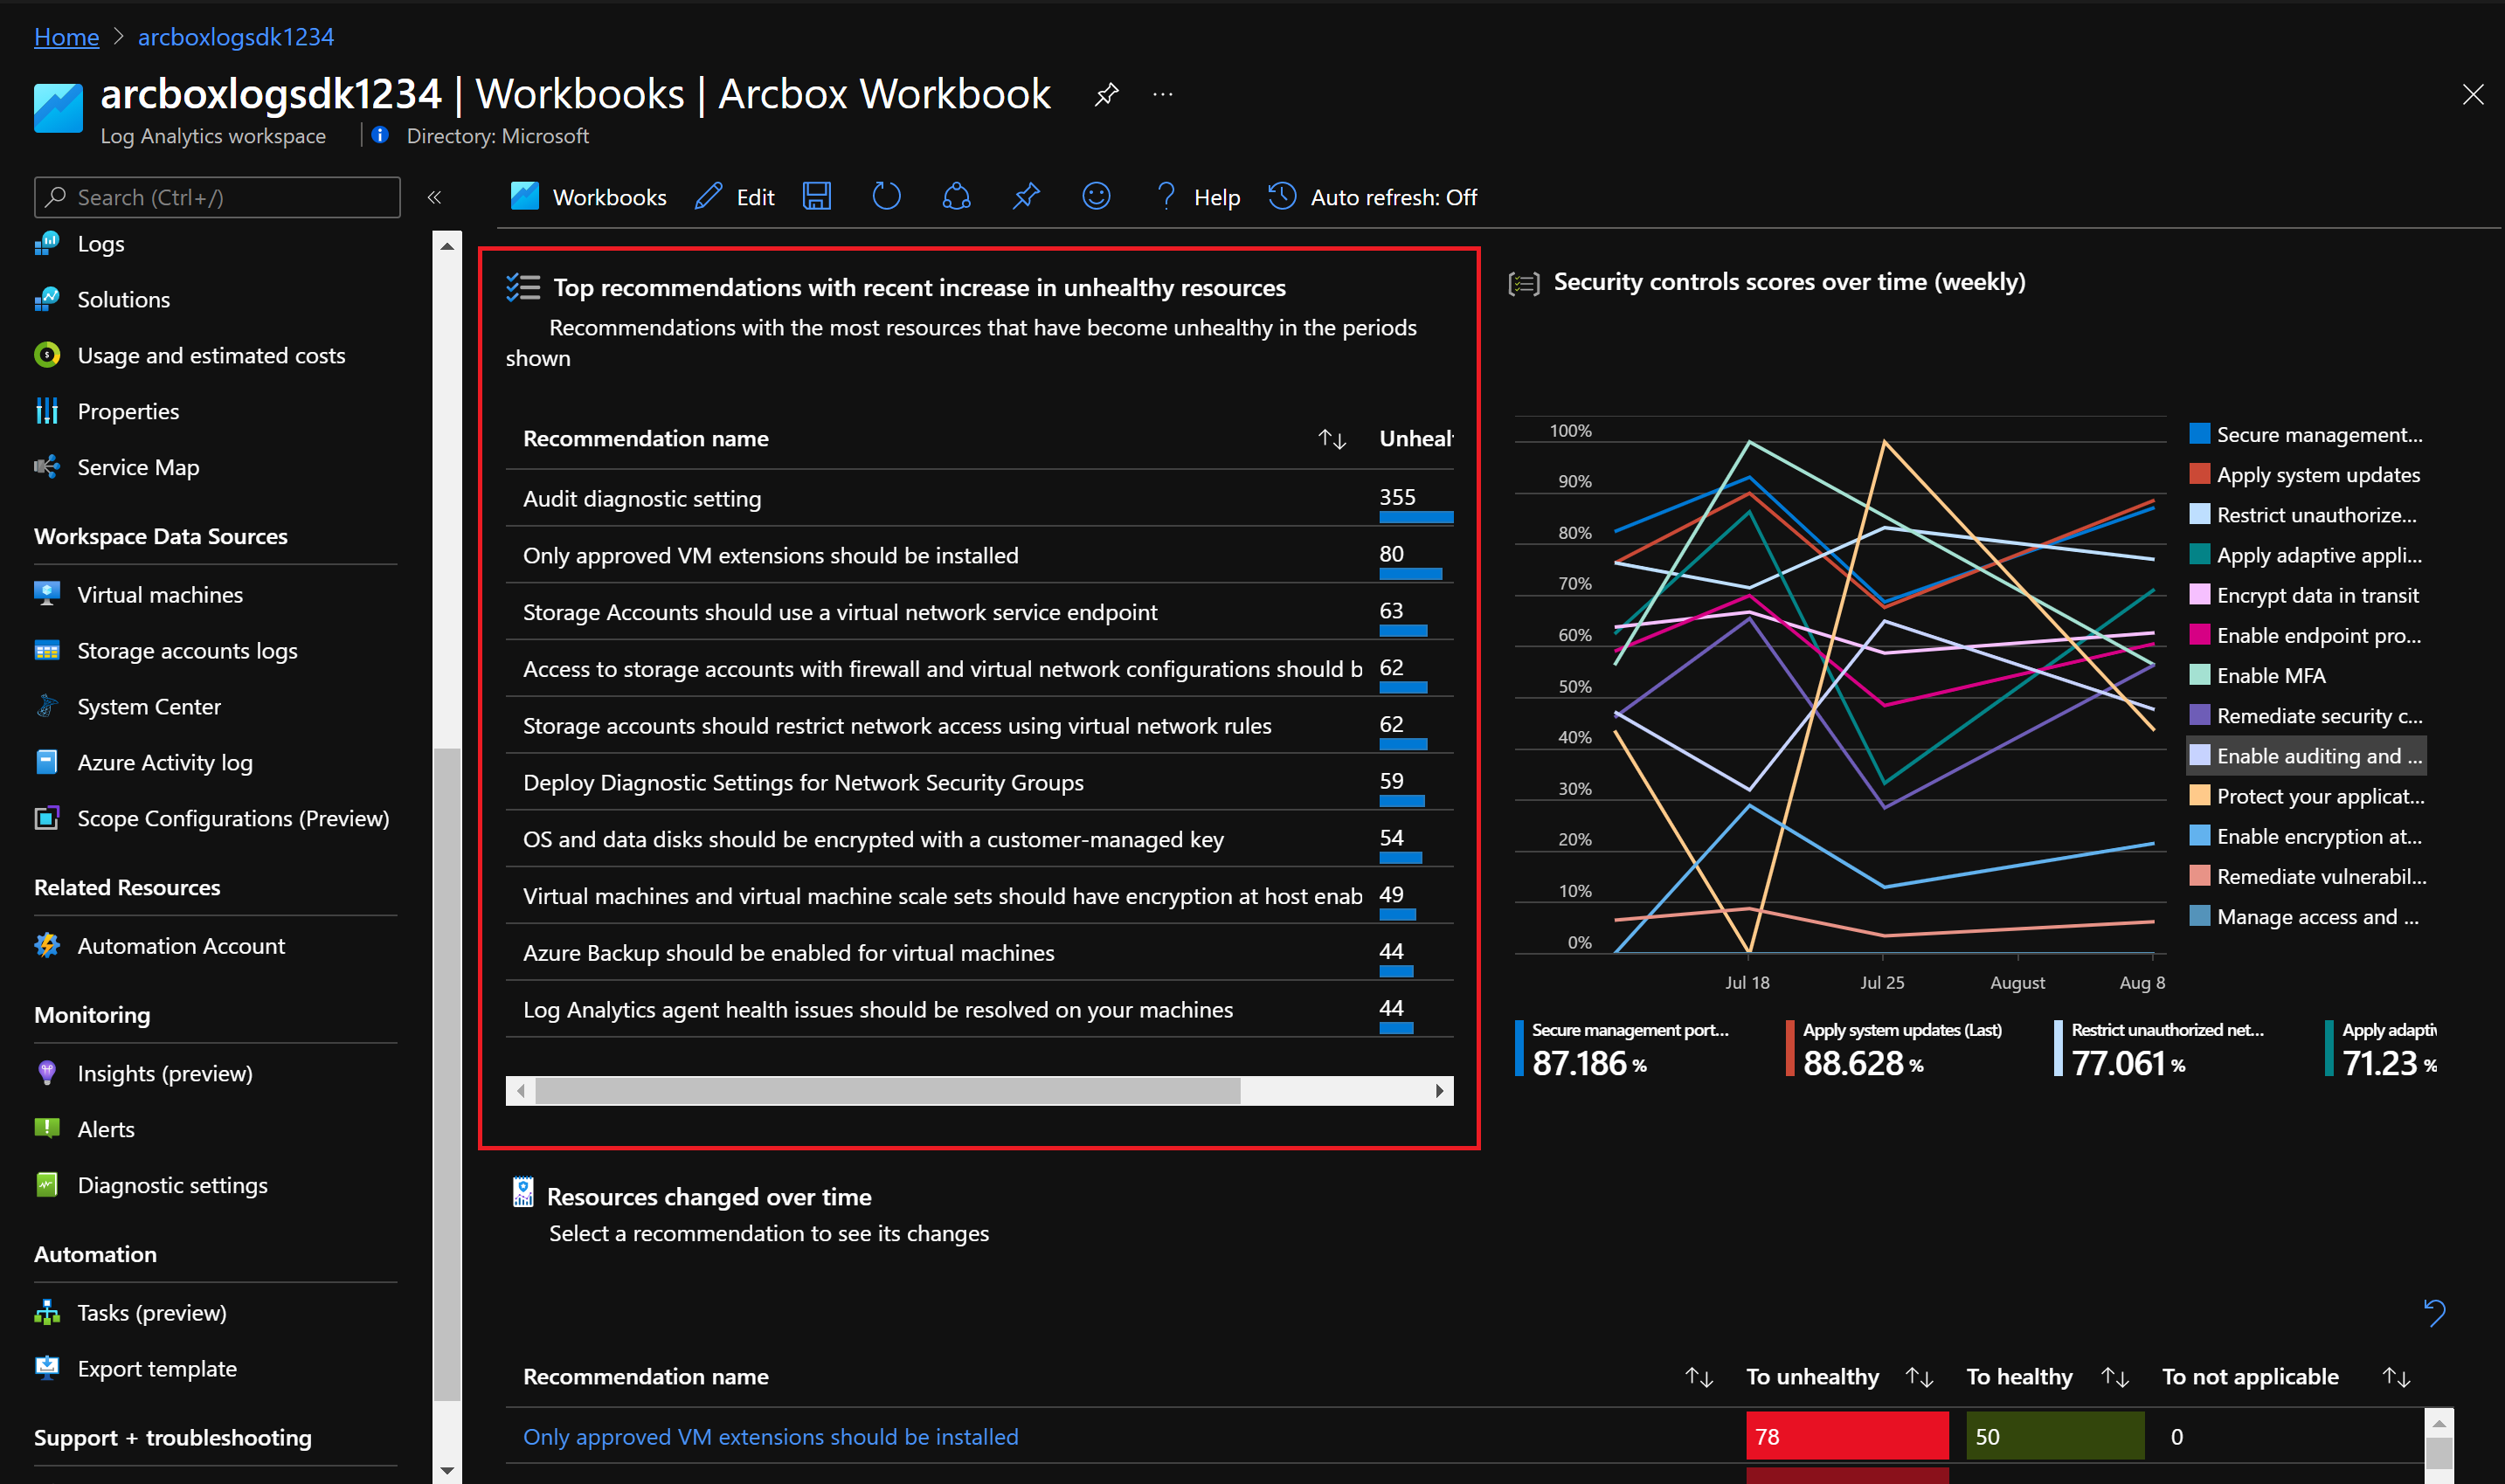 Home > arcboxlogsdk1234
arcboxlogsdk1234 | Workbooks | Arcbox Workbook ...
Log Analytics workspace | Directory: Microsoft
Search (Ctrl+/)
«
Workbooks
Edit
Help
Auto refresh: Off
Logs
Solutions
Usage and estimated costs
Properties
Service Map
Workspace Data Sources
Virtual machines
Storage accounts logs
System Center
Azure Activity log
Scope Configurations (Preview)
Related Resources
Automation Account
Monitoring
Insights (preview)
Alerts
Diagnostic settings
Automation
Tasks (preview)
Export template
Support + troubleshooting
Top recommendations with recent increase in unhealthy resources
Recommendations with the most resources that have become unhealthy in the periods
shown
Recommendation name ↑↓ Unheal
Audit diagnostic setting 355
Only approved VM extensions should be installed 80
Storage Accounts should use a virtual network service endpoint 63
Access to storage accounts with firewall and virtual network configurations should b 62
Storage accounts should restrict network access using virtual network rules 62
Deploy Diagnostic Settings for Network Security Groups 59
OS and data disks should be encrypted with a customer-managed key 54
Virtual machines and virtual machine scale sets should have encryption at host enab 49
Azure Backup should be enabled for virtual machines 44
Log Analytics agent health issues should be resolved on your machines 44
Security controls scores over time (weekly)
100%
90%
80%
70%
60%
50%
40%
30%
20%
10%
0%
Jul 18 Jul 25 August Aug 8
Secure management...
Apply system updates
Restrict unauthorize...
Apply adaptive appli...
Encrypt data in transit
Enable endpoint pro...
Enable MFA
Remediate security c...
Enable auditing and ...
Protect your applicat...
Enable encryption at...
Remediate vulnerabil...
Manage access and ...
Secure management port...
87.186 %
Apply system updates (Last)
88.628 %
Restrict unauthorized net...
77.061 %
Apply adapti
71.23 %
Resources changed over time
Select a recommendation to see its changes
Recommendation name ↑↓ To unhealthy ↑↓ To healthy ↑↓ To not applicable ↑↓
Only approved VM extensions should be installed 78 50 0